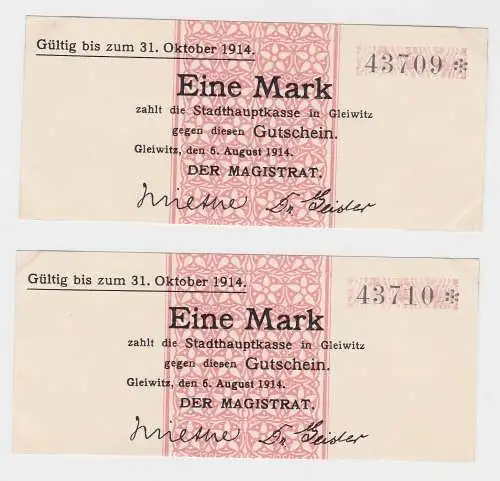 Gültig bis zum 31. Oktober 1914.
43709 *
Eine Mark
zahlt die Stadthauptkasse in Gleiwitz
gegen diesen Gutschein.
Gleiwitz, den 6. August 1914.
DER MAGISTRAT.
Miethe Dr. Geisler
Gültig bis zum 31. Oktober 1914.
43710 *
Eine Mark
zahlt die Stadthauptkasse in Gleiwitz
gegen diesen Gutschein.
Gleiwitz, den 6. August 1914.
DER MAGISTRAT.
Miethe Dr. Geisler